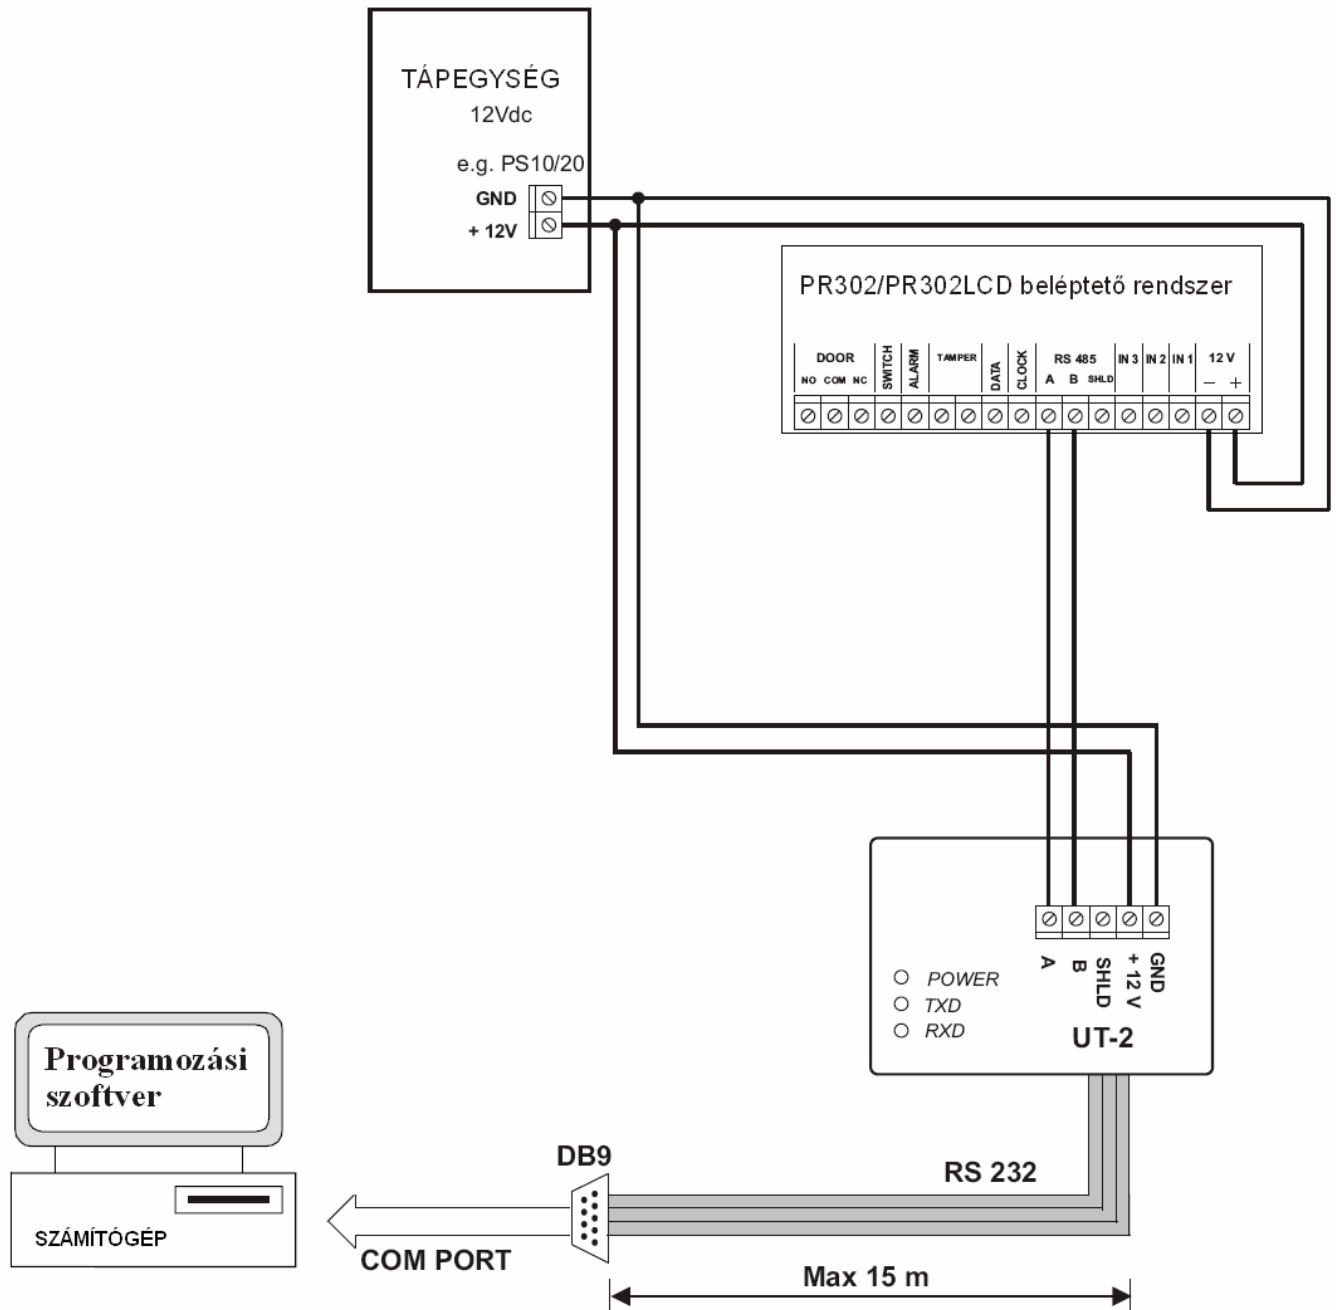 TÁPEGYSÉG
12Vdc
e.g. PS10/20
GND
+ 12V
PR302/PR302LCD beléptető rendszer
DOOR
NO COM NC
SWITCH
ALARM
TAMPER
DATA
CLOCK
RS 485
A B SHLD
IN 3
IN 2
IN 1
12 V
− +
A
B
SHLD
+ 12 V
GND
POWER
TXD
RXD
UT-2
Programozási
szoftver
SZÁMÍTÓGÉP
DB9
RS 232
COM PORT
Max 15 m